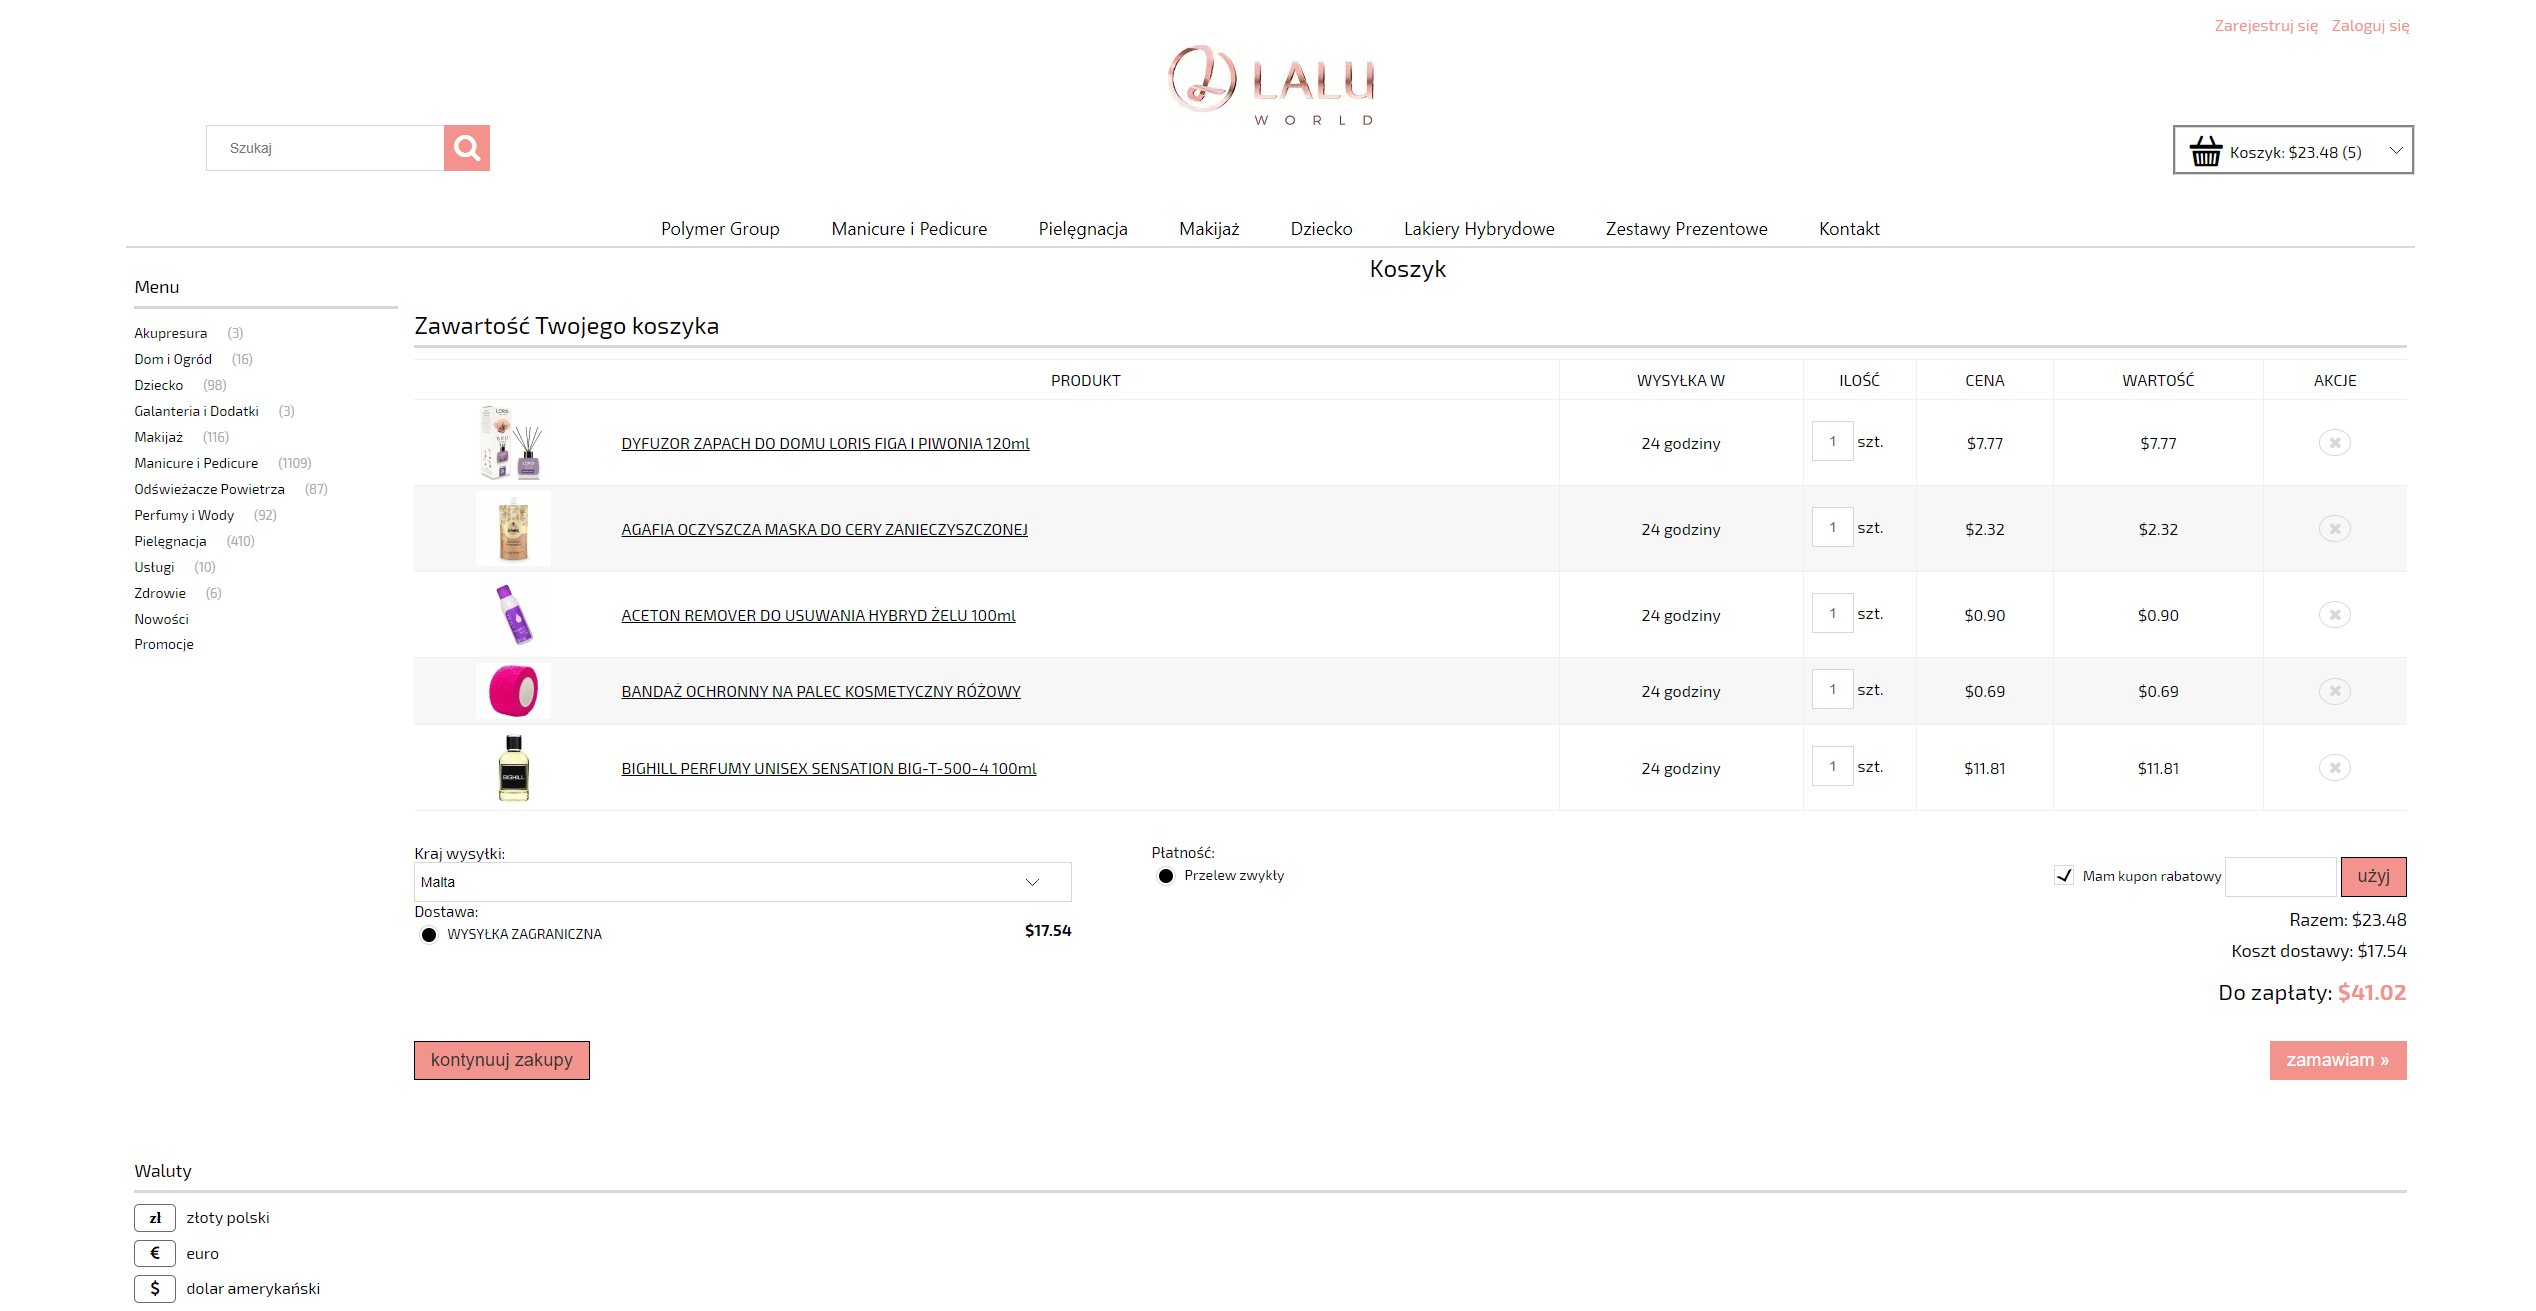 Zarejestruj się Zaloguj się
LALU
WORLD
Szukaj
Koszyk: $23.48 (5)
Polymer Group Manicure i Pedicure Pielęgnacja Makijaż Dziecko Lakiery Hybrydowe Zestawy Prezentowe Kontakt
Koszyk
Menu
Akupresura (3)
Dom i Ogród (16)
Dziecko (98)
Galanteria i Dodatki (3)
Makijaż (116)
Manicure i Pedicure (1109)
Odświeżacze Powietrza (87)
Perfumy i Wody (92)
Pielęgnacja (410)
Usługi (10)
Zdrowie (6)
Nowości
Promocje
Zawartość Twojego koszyka
PRODUKT WYSYŁKA W ILOŚĆ CENA WARTOŚĆ AKCJE
DYFUZOR ZAPACH DO DOMU LORIS FIGA I PIWONIA 120ml 24 godziny 1 szt. $7.77 $7.77
AGAFIA OCZYSZCZA MASKA DO CERY ZANIECZYSZCZONEJ 24 godziny 1 szt. $2.32 $2.32
ACETON REMOVER DO USUWANIA HYBRYD ŻELU 100ml 24 godziny 1 szt. $0.90 $0.90
BANDAŻ OCHRONNY NA PALEC KOSMETYCZNY RÓŻOWY 24 godziny 1 szt. $0.69 $0.69
BIGHILL
BIGHILL PERFUMY UNISEX SENSATION BIG-T-500-4 100ml 24 godziny 1 szt. $11.81 $11.81
Kraj wysyłki:
Malta
Dostawa:
WYSYŁKA ZAGRANICZNA $17.54
Płatność:
Przelew zwykły
Mam kupon rabatowy użyj
Razem: $23.48
Koszt dostawy: $17.54
Do zapłaty: $41.02
kontynuuj zakupy zamawiam »
Waluty
zł złoty polski
€ euro
$ dolar amerykański